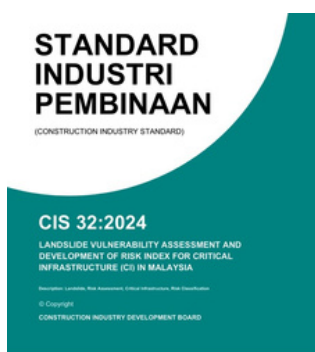 STANDARD
INDUSTRI
PEMBINAAN
(CONSTRUCTION INDUSTRY STANDARD)
CIS 32:2024
LANDSLIDE VULNERABILITY ASSESSMENT AND
DEVELOPMENT OF RISK INDEX FOR CRITICAL
INFRASTRUCTURE (CI) IN MALAYSIA
Description: Landslide, Risk Assessment, Critical Infrastructure, Risk Classification
© Copyright
CONSTRUCTION INDUSTRY DEVELOPMENT BOARD